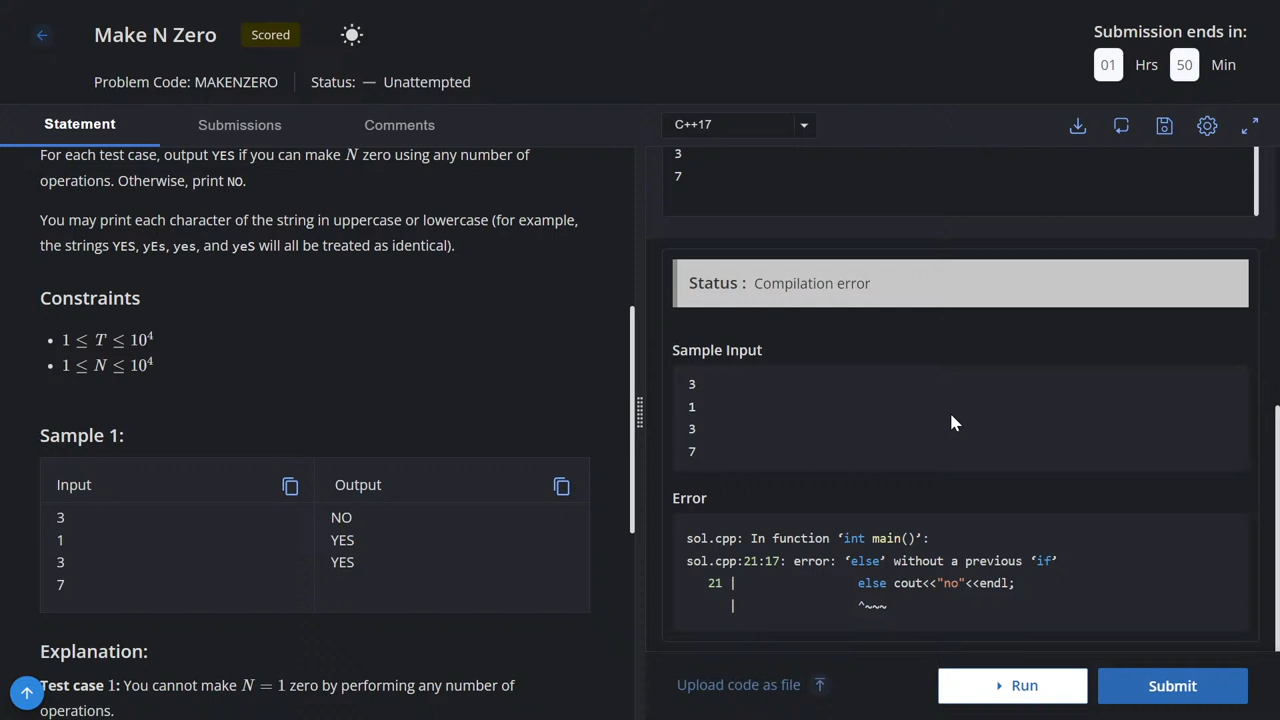 Make N Zero
Scored
Submission ends in:
01 Hrs 50 Min
Problem Code: MAKENZERO
Status: — Unattempted
Statement
Submissions
Comments
For each test case, output YES if you can make N zero using any number of
operations. Otherwise, print NO.
You may print each character of the string in uppercase or lowercase (for example,
the strings YES, yEs, yes, and yeS will all be treated as identical).
Constraints
• 1 ≤ T ≤ 10⁴
• 1 ≤ N ≤ 10⁴
Sample 1:
Input
Output
3
1
3
7
NO
YES
YES
Explanation:
Test case 1: You cannot make N = 1 zero by performing any number of
operations.
C++17
3
7
Status : Compilation error
Sample Input
3
1
3
7
Error
sol.cpp: In function ‘int main()’:
sol.cpp:21:17: error: ‘else’ without a previous ‘if’
21 | else cout<<"no"<<endl;
| ^~~~
Upload code as file
Run
Submit